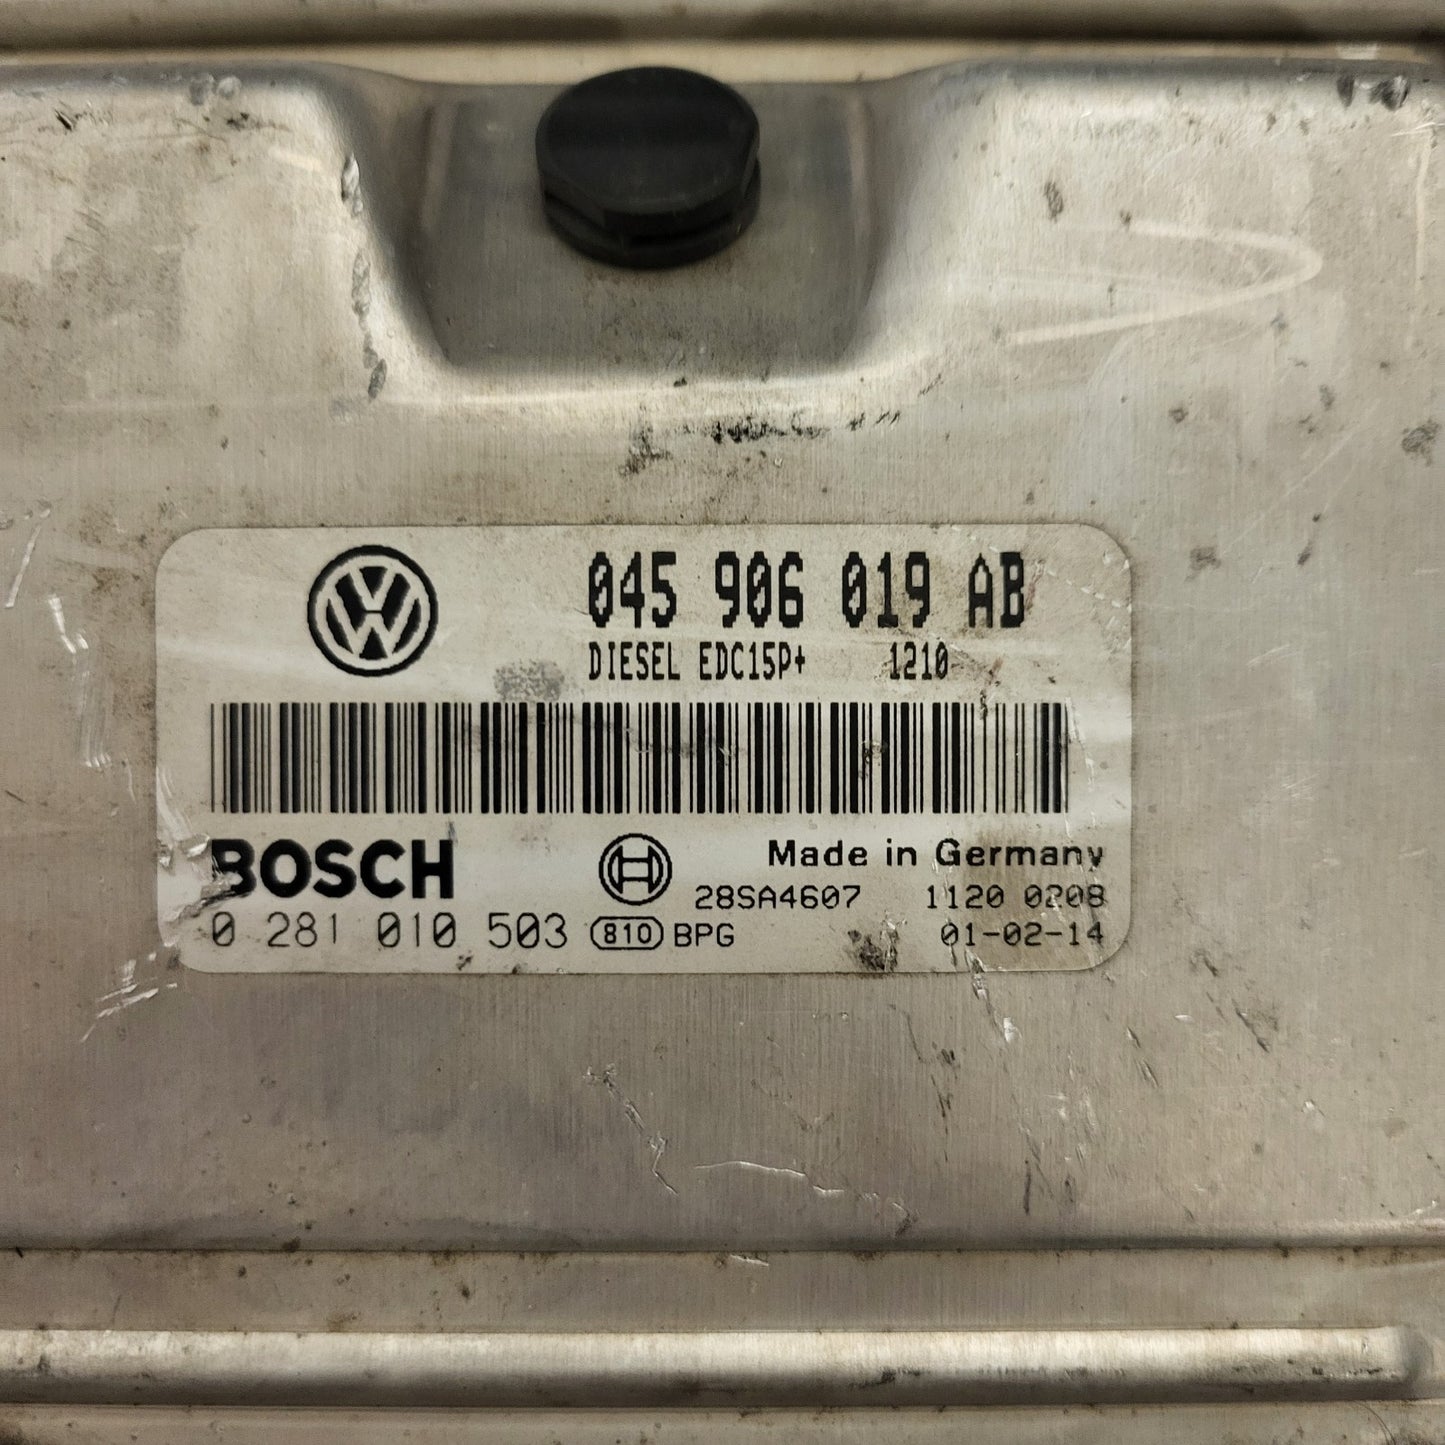 045 906 019 AB
DIESEL EDC15P+ 1210
BOSCH
Made in Germany
28SA4607 1120 0208
0 281 010 503 810 BPG 01-02-14